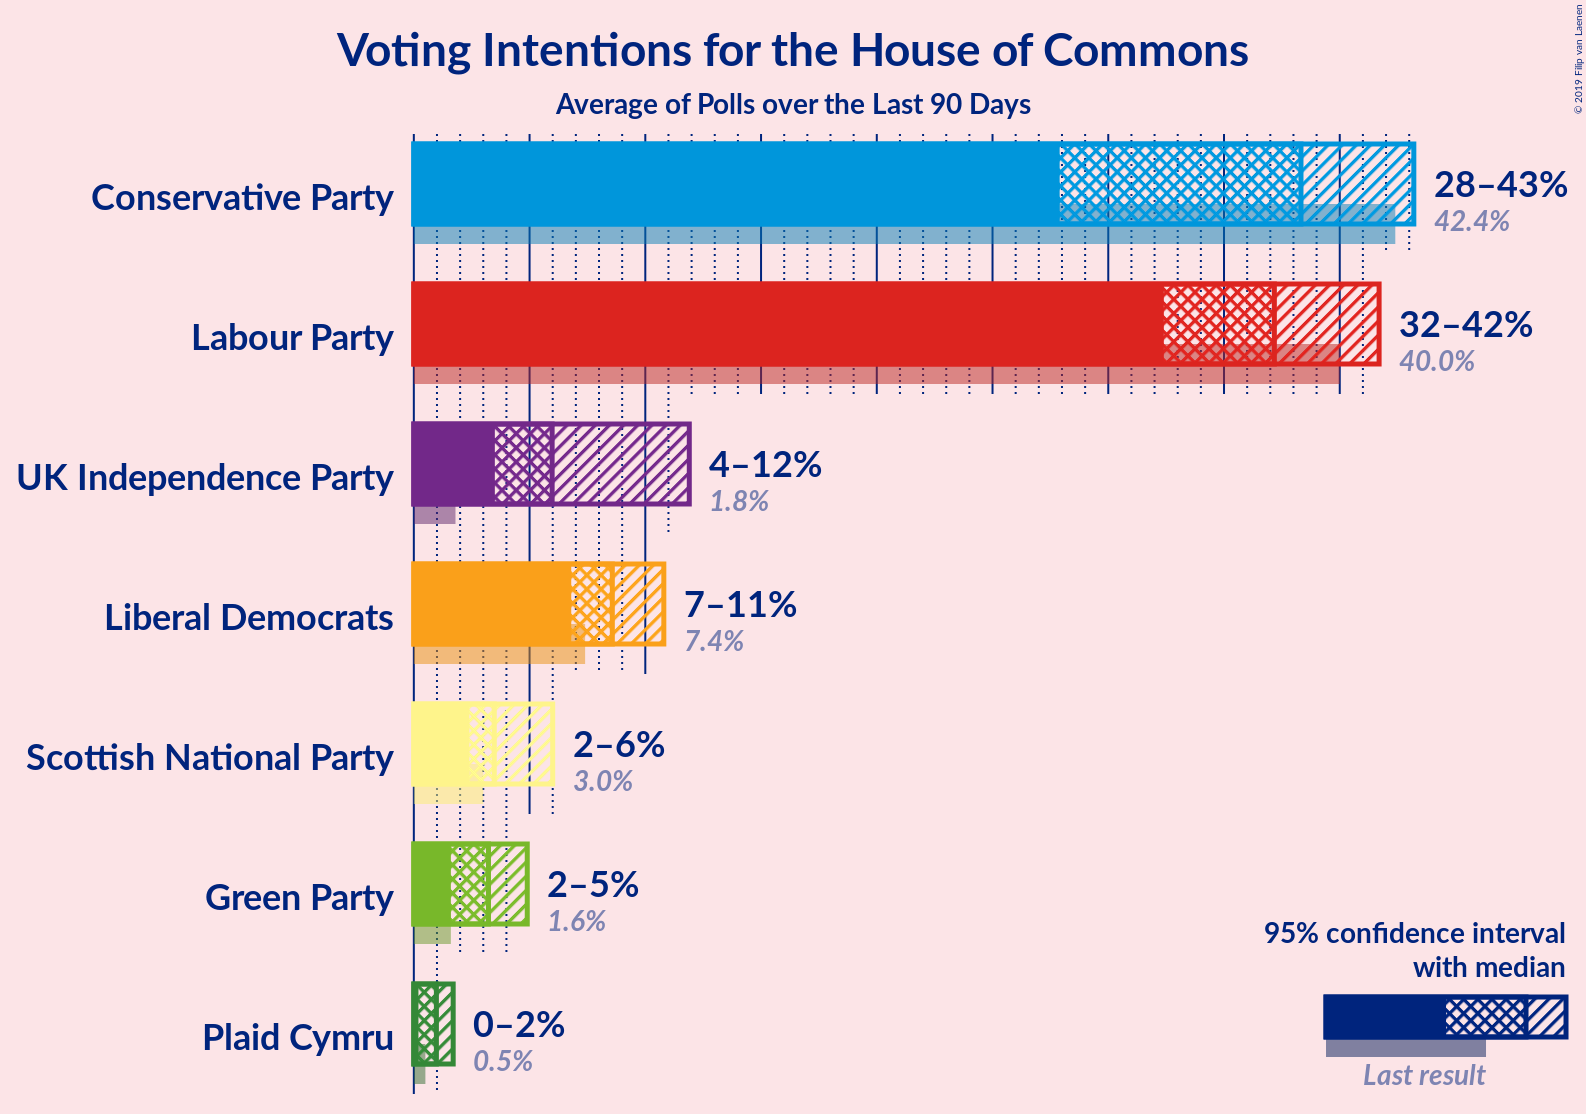 Voting Intentions for the House of Commons
Average of Polls over the Last 90 Days
© 2019 Filip van Laenen
Conservative Party
28–43%
42.4%
Labour Party
32–42%
40.0%
UK Independence Party
4–12%
1.8%
Liberal Democrats
7–11%
7.4%
Scottish National Party
2–6%
3.0%
Green Party
2–5%
1.6%
Plaid Cymru
0–2%
0.5%
95% confidence interval
with median
Last result